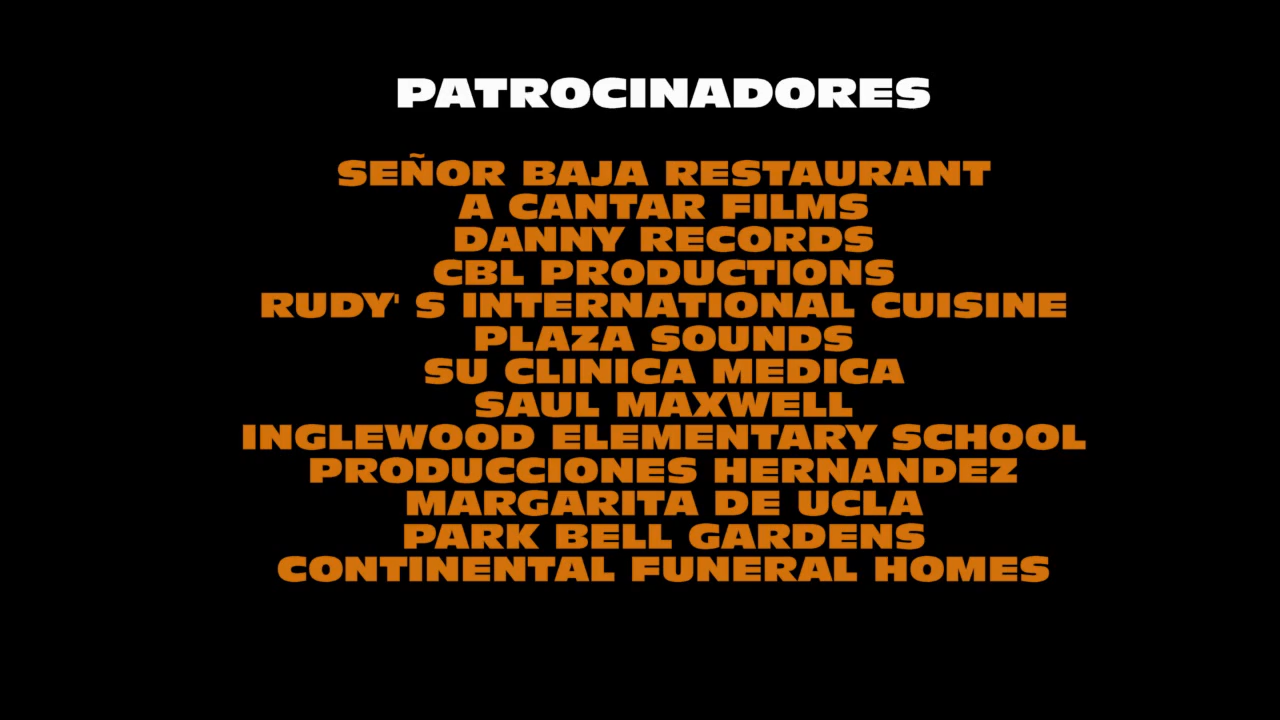 PATROCINADORES
SEÑOR BAJA RESTAURANT
A CANTAR FILMS
DANNY RECORDS
CBL PRODUCTIONS
RUDY' S INTERNATIONAL CUISINE
PLAZA SOUNDS
SU CLINICA MEDICA
SAUL MAXWELL
INGLEWOOD ELEMENTARY SCHOOL
PRODUCCIONES HERNANDEZ
MARGARITA DE UCLA
PARK BELL GARDENS
CONTINENTAL FUNERAL HOMES